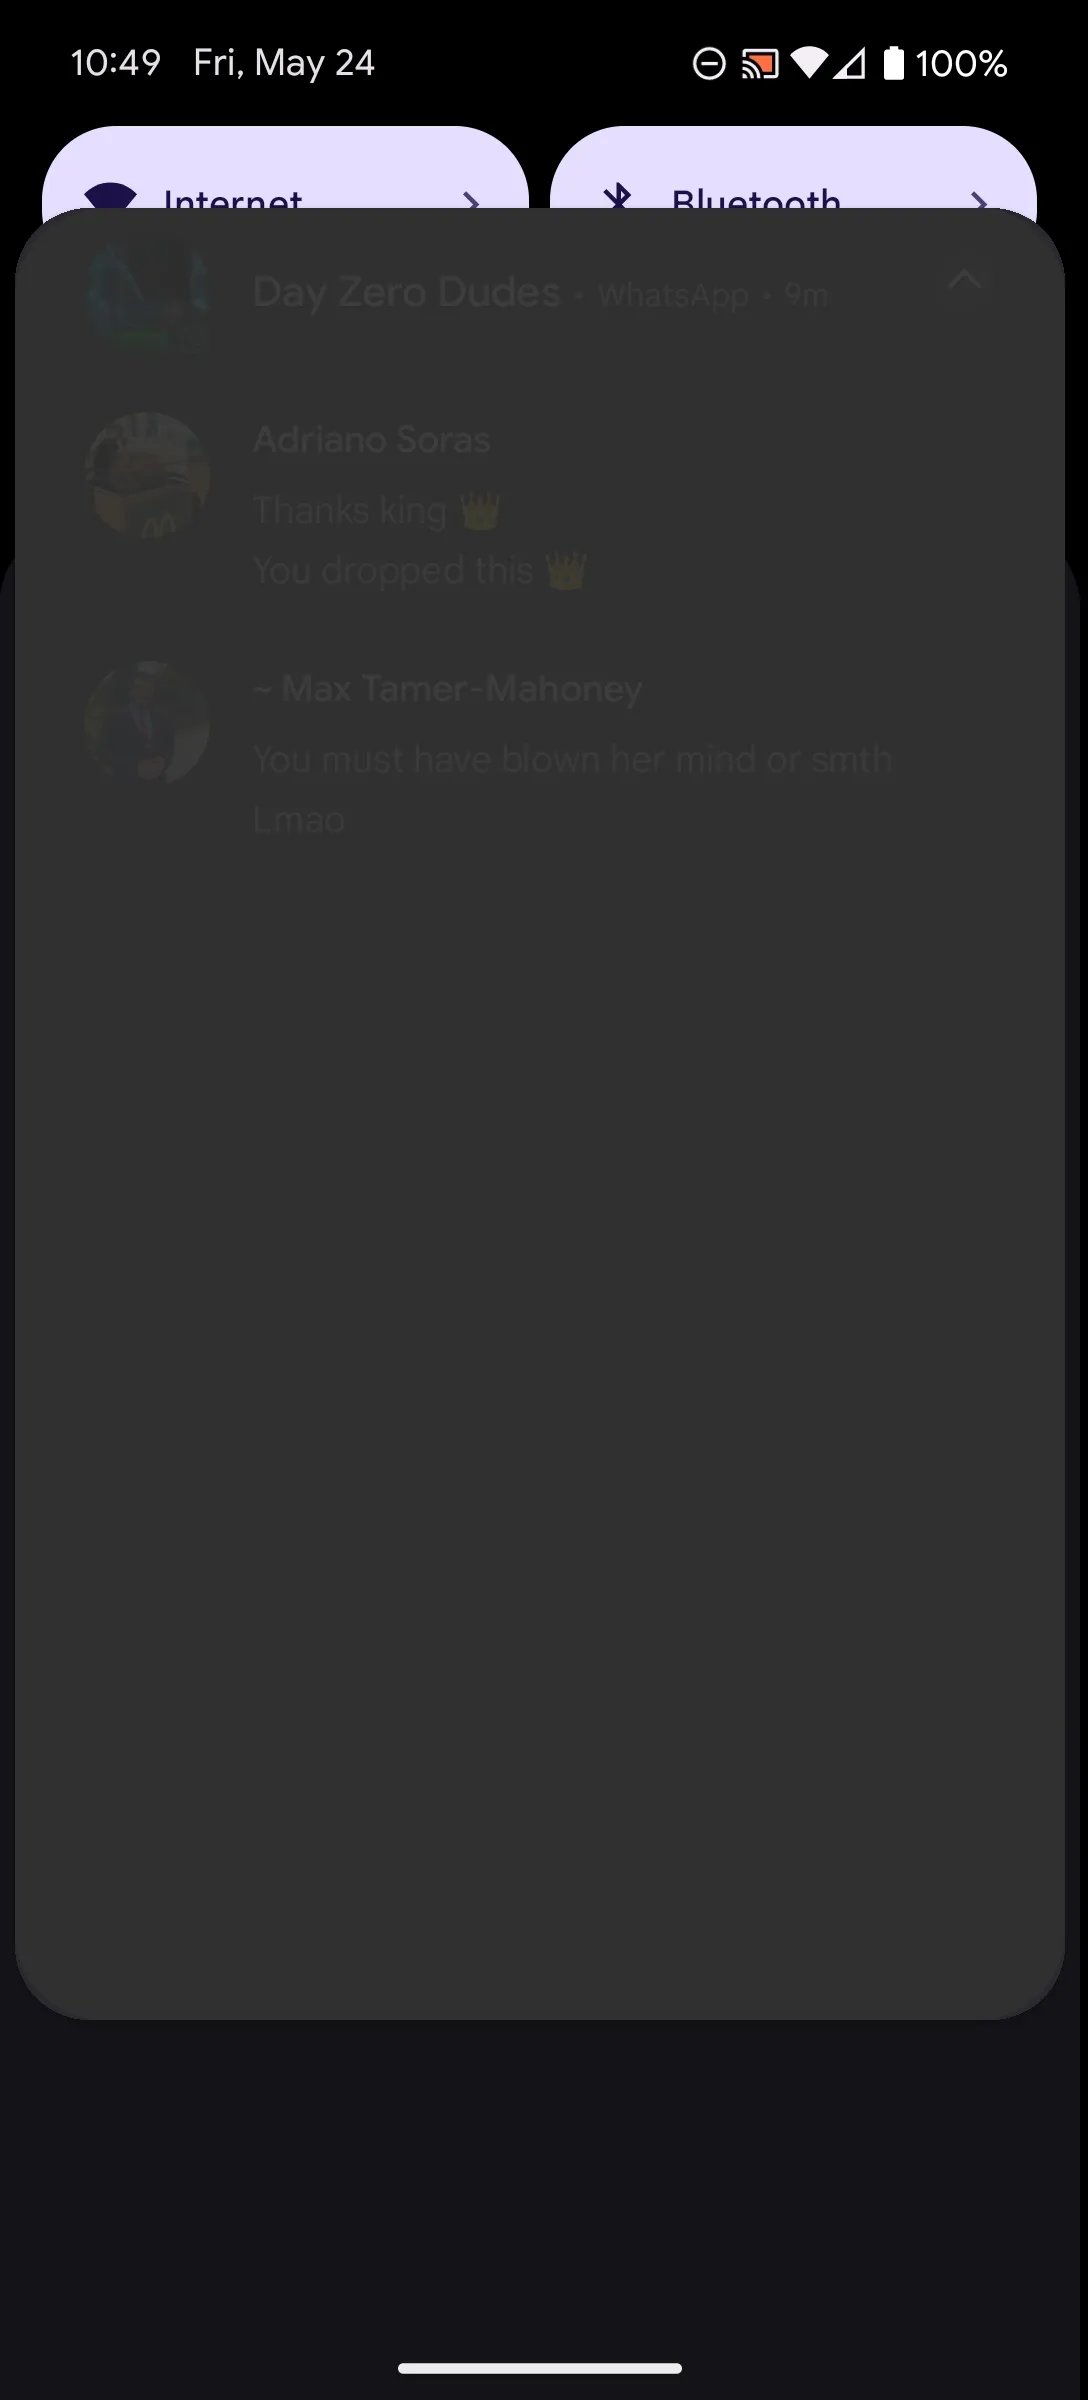 10:49 Fri, May 24 100%
Internet Bluetooth
Day Zero Dudes · WhatsApp · 9m
Adriano Soras
Thanks king 👑
You dropped this 👑
~ Max Tamer-Mahoney
You must have blown her mind or smth
Lmao